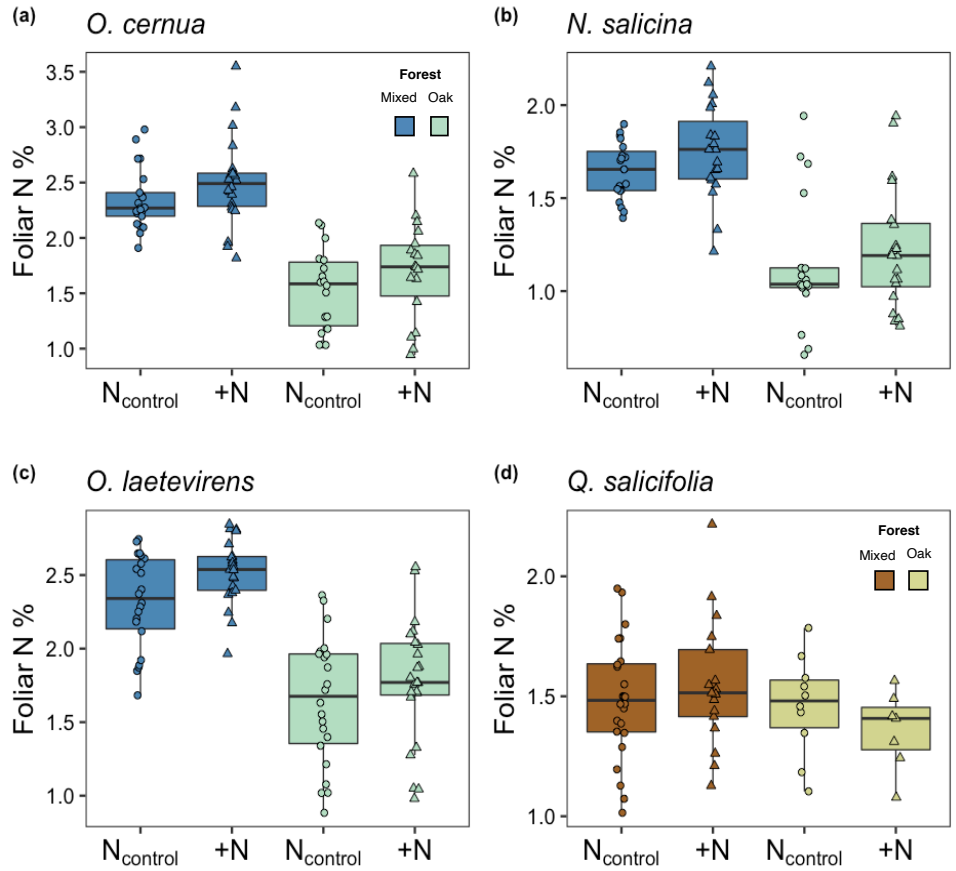 (a) O. cernua
Foliar N %
3.5
3.0
2.5
2.0
1.5
1.0
Forest
Mixed Oak
Ncontrol +N Ncontrol +N
(b) N. salicina
Foliar N %
2.0
1.5
1.0
Ncontrol +N Ncontrol +N
(c) O. laetevirens
Foliar N %
2.5
2.0
1.5
1.0
Ncontrol +N Ncontrol +N
(d) Q. salicifolia
Foliar N %
2.0
1.5
1.0
Forest
Mixed Oak
Ncontrol +N Ncontrol +N